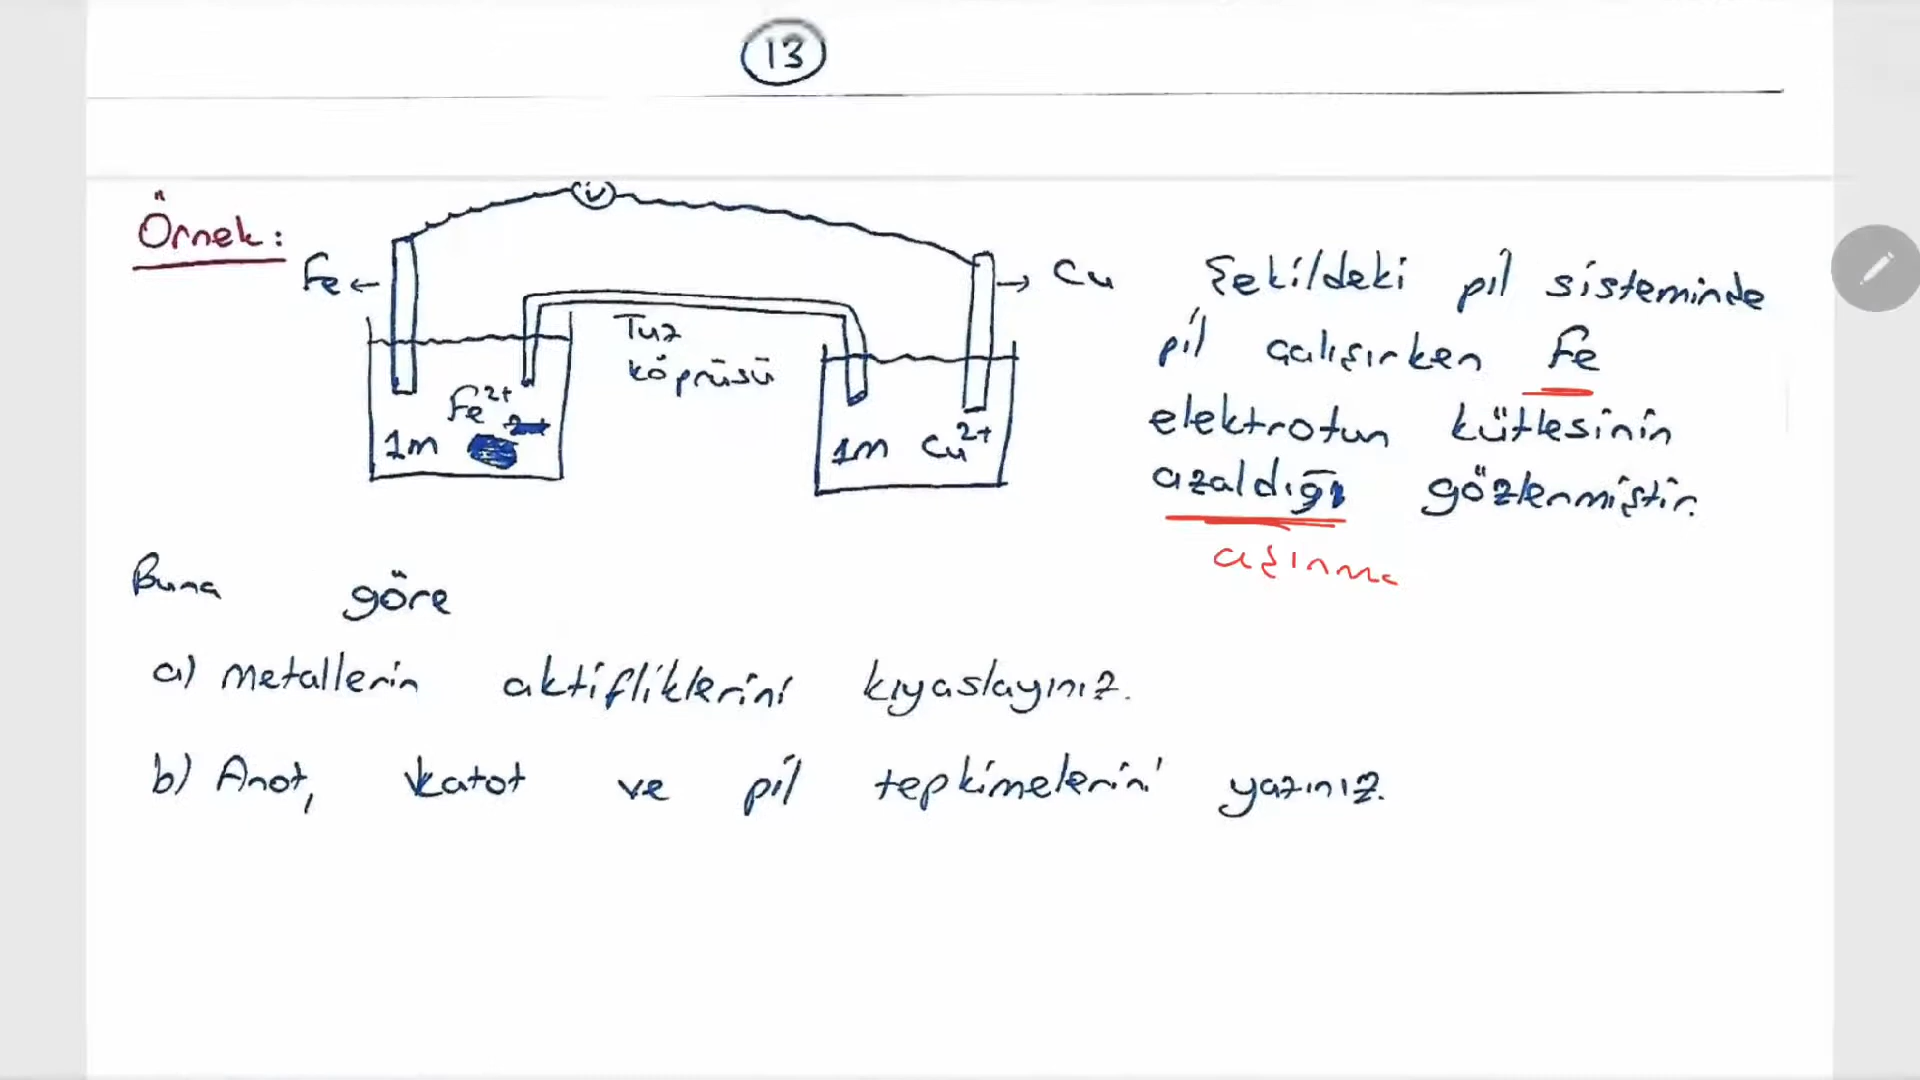 13
Örnek:
Fe
V
Cu
Tuz
köprüsü
Fe2+
1M
1M Cu2+
Şekildeki pil sisteminde
pil çalışırken Fe
elektrotun kütlesinin
azaldığı gözlenmiştir.
aşınma
Buna göre
a) Metallerin aktifliklerini kıyaslayınız.
b) Anot, Katot ve pil tepkimelerini yazınız.